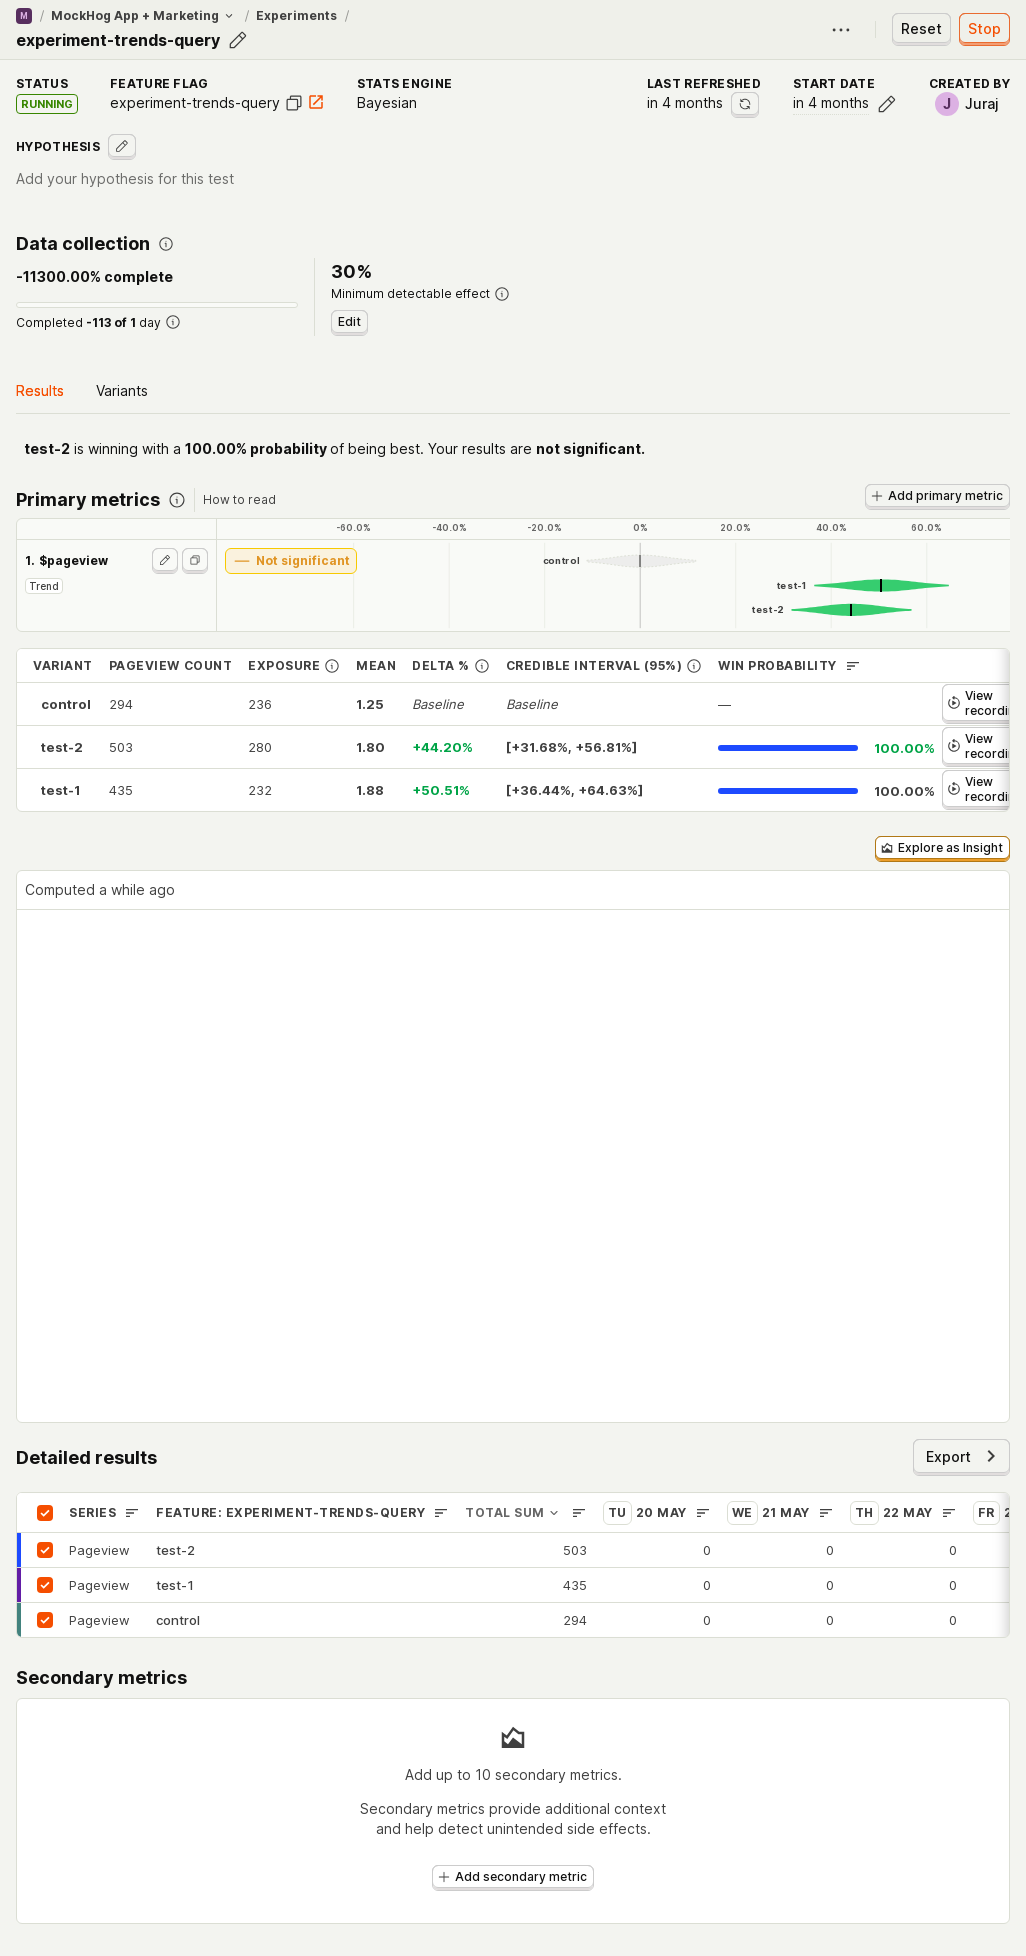 M / MockHog App + Marketing / Experiments /
experiment-trends-query
Reset
Stop
STATUS
RUNNING
FEATURE FLAG
experiment-trends-query
STATS ENGINE
Bayesian
LAST REFRESHED
in 4 months
START DATE
in 4 months
CREATED BY
J Juraj
HYPOTHESIS
Add your hypothesis for this test
Data collection
-11300.00% complete
Completed -113 of 1 day
30%
Minimum detectable effect
Edit
Results Variants
test-2 is winning with a 100.00% probability of being best. Your results are not significant.
Primary metrics How to read
Add primary metric
-60.0% -40.0% -20.0% 0% 20.0% 40.0% 60.0%
1. $pageview
Trend
— Not significant
control
test-1
test-2
VARIANT PAGEVIEW COUNT EXPOSURE MEAN DELTA % CREDIBLE INTERVAL (95%) WIN PROBABILITY
control 294 236 1.25 Baseline Baseline —
View
recordi
test-2 503 280 1.80 +44.20% [+31.68%, +56.81%] 100.00%
View
recordi
test-1 435 232 1.88 +50.51% [+36.44%, +64.63%] 100.00%
View
recordi
Explore as Insight
Computed a while ago
Detailed results
Export
SERIES FEATURE: EXPERIMENT-TRENDS-QUERY TOTAL SUM TU 20 MAY WE 21 MAY TH 22 MAY FR 2
Pageview test-2 503 0 0 0
Pageview test-1 435 0 0 0
Pageview control 294 0 0 0
Secondary metrics
Add up to 10 secondary metrics.
Secondary metrics provide additional context
and help detect unintended side effects.
Add secondary metric